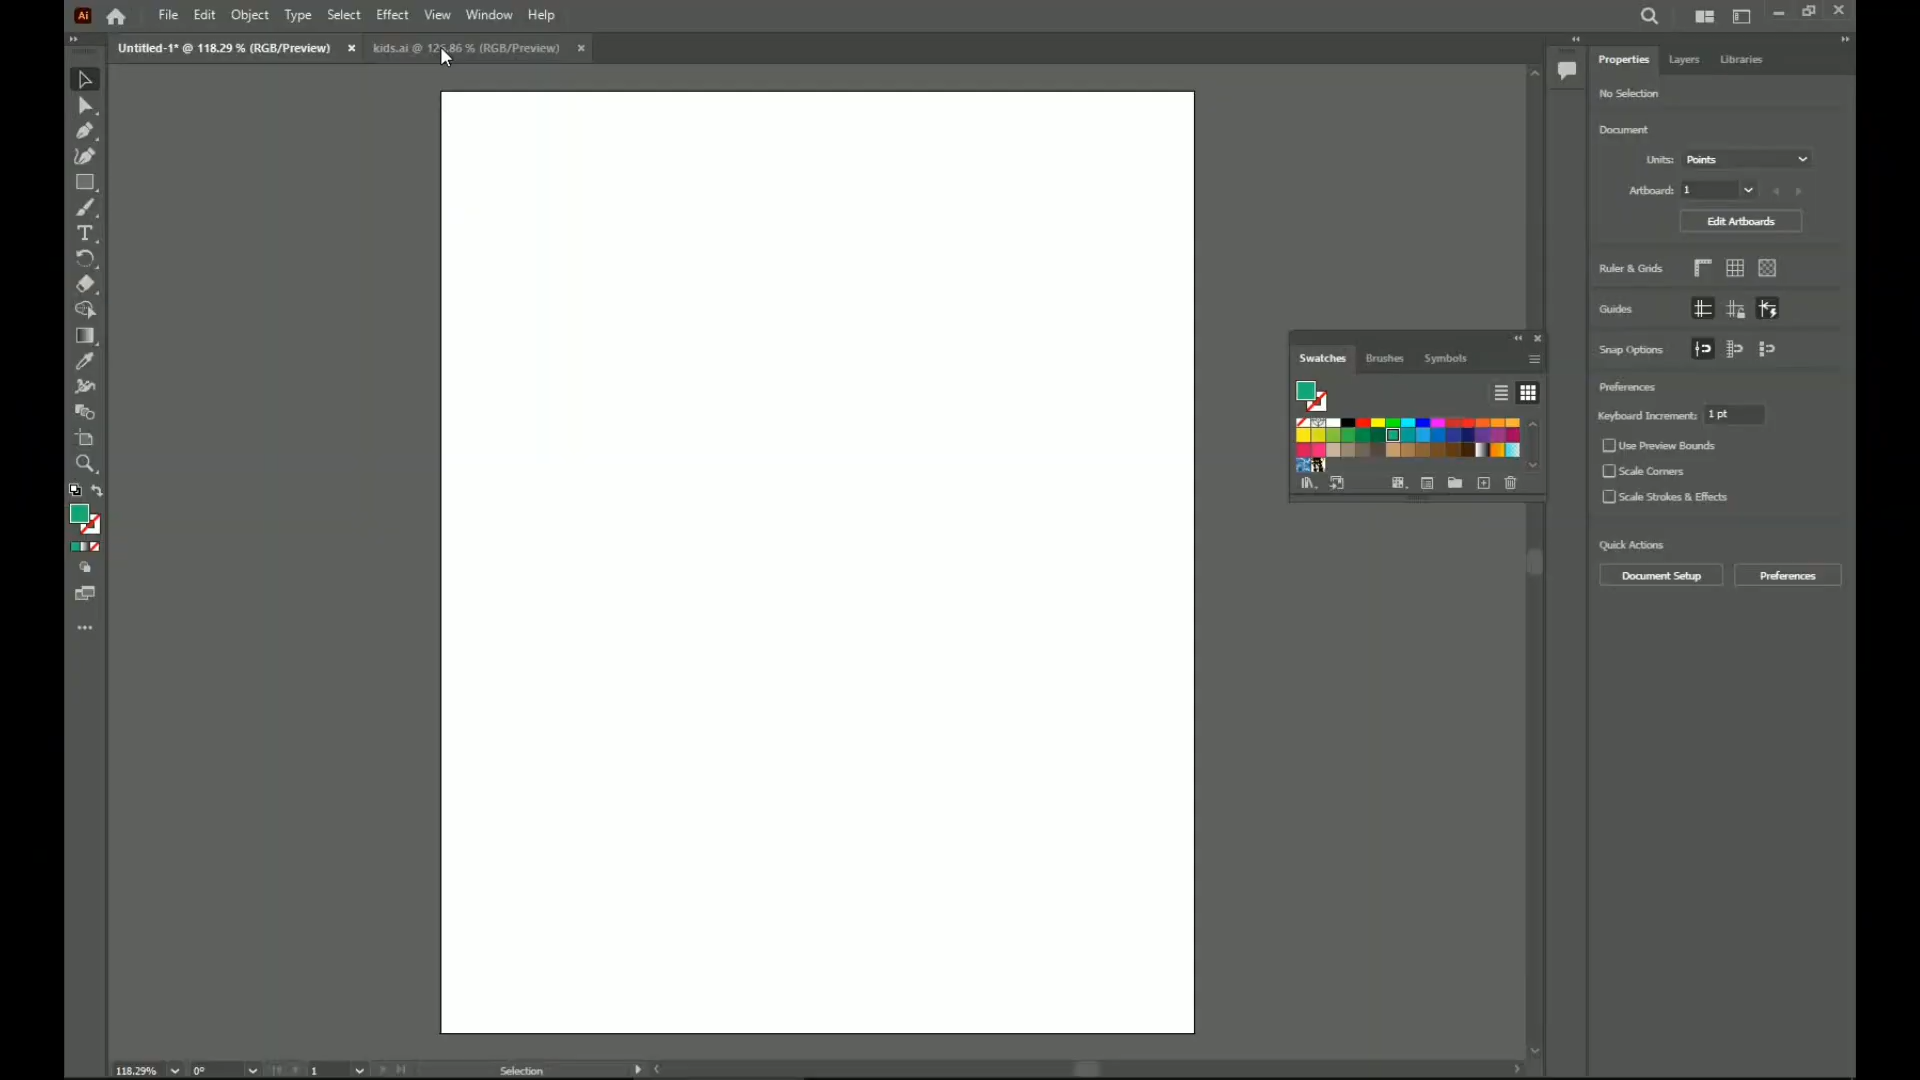 Ai File Edit Object Type Select Effect View Window Help
Untitled-1* @ 118.29 % (RGB/Preview) kids.ai @ 126.86 % (RGB/Preview)
Properties Layers Libraries
No Selection
Document
Units: Points
Artboard: 1
Edit Artboards
Ruler & Grids
Guides
Snap Options
Swatches Brushes Symbols
Preferences
Keyboard Increment: 1 pt
Use Preview Bounds
Scale Corners
Scale Strokes & Effects
Quick Actions
Document Setup Preferences
118.29% 0° 1 Selection